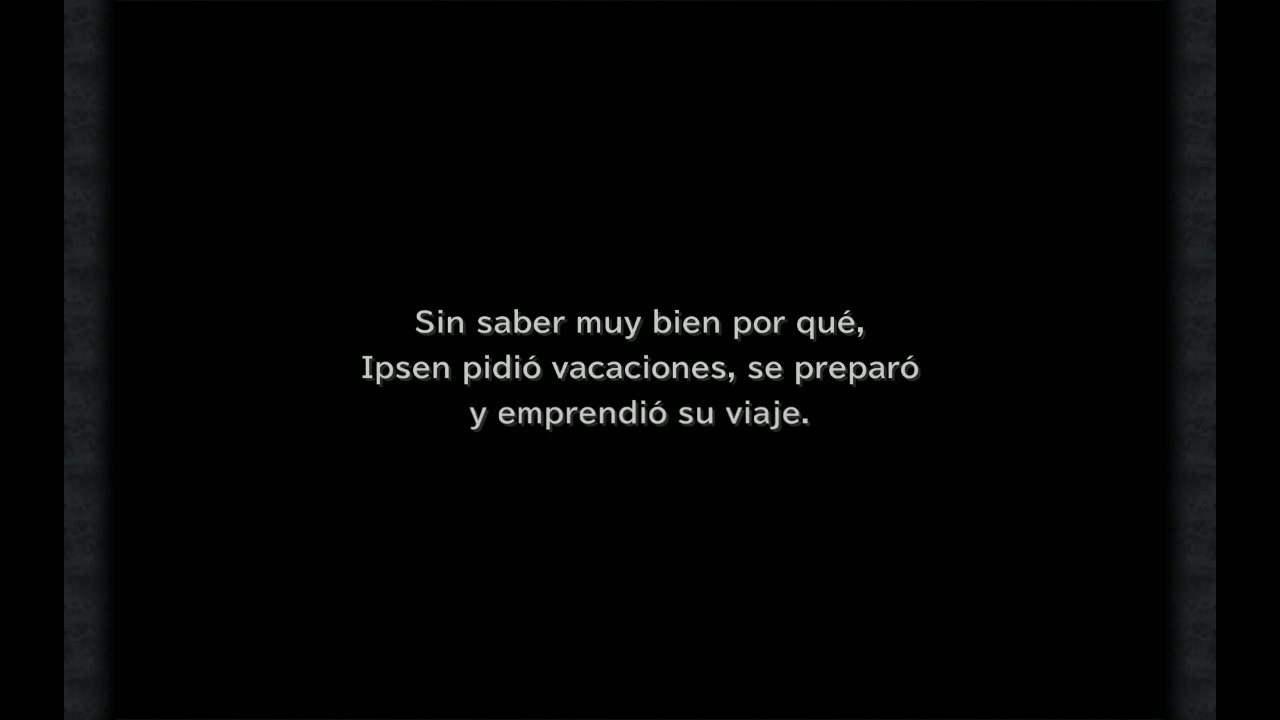 Sin saber muy bien por qué,
Ipsen pidió vacaciones, se preparó
y emprendió su viaje.